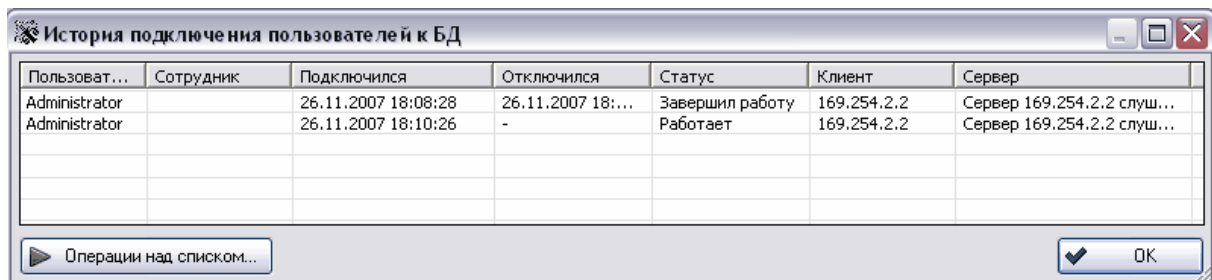 История подключения пользователей к БД
Пользоват... Сотрудник Подключился Отключился Статус Клиент Сервер
Administrator 26.11.2007 18:08:28 26.11.2007 18:... Завершил работу 169.254.2.2 Сервер 169.254.2.2 слуш...
Administrator 26.11.2007 18:10:26 - Работает 169.254.2.2 Сервер 169.254.2.2 слуш...
Операции над списком... OK